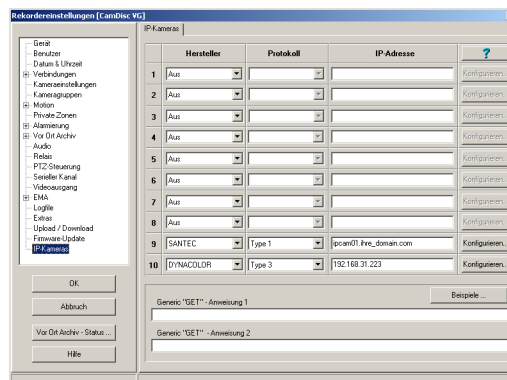 Rekordereinstellungen [CamDisc VG]
Gerät
Benutzer
Datum & Uhrzeit
Verbindungen
Kameraeinstellungen
Kameragruppen
Motion
Private Zonen
Alarmierung
Vor Ort Archiv
Audio
Relais
PTZ-Steuerung
Serieller Kanal
Videoausgang
EMA
Logfile
Extras
Upload / Download
Firmware-Update
IP-Kameras
OK
Abbruch
Vor Ort Archiv - Status ...
Hilfe
IP-Kameras
Hersteller Protokoll IP-Adresse ?
1 Aus Konfigurieren...
2 Aus Konfigurieren...
3 Aus Konfigurieren...
4 Aus Konfigurieren...
5 Aus Konfigurieren...
6 Aus Konfigurieren...
7 Aus Konfigurieren...
8 Aus Konfigurieren...
9 SANTEC Type 1 ipcam01.ihre_domain.com Konfigurieren...
10 DYNACOLOR Type 3 192.168.31.223 Konfigurieren...
Beispiele ...
Generic "GET" - Anweisung 1
Generic "GET" - Anweisung 2